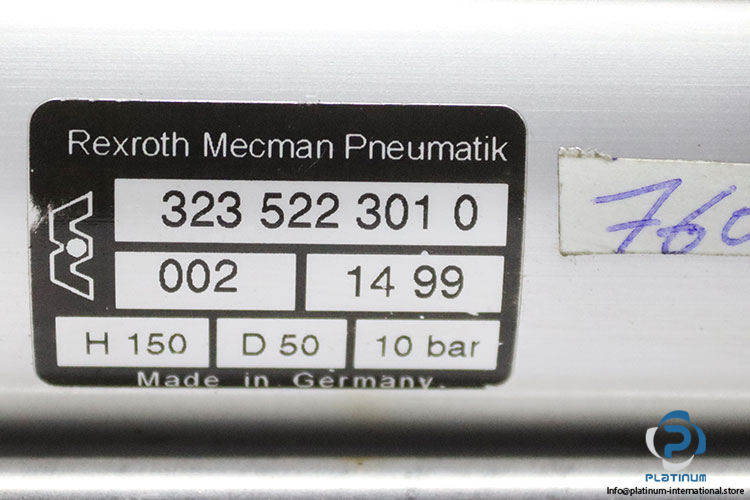 Rexroth Mecman Pneumatik
323 522 301 0
002
14 99
H 150
D 50
10 bar
Made in Germany.
760
PLATINUM
Info@platinum-international.store